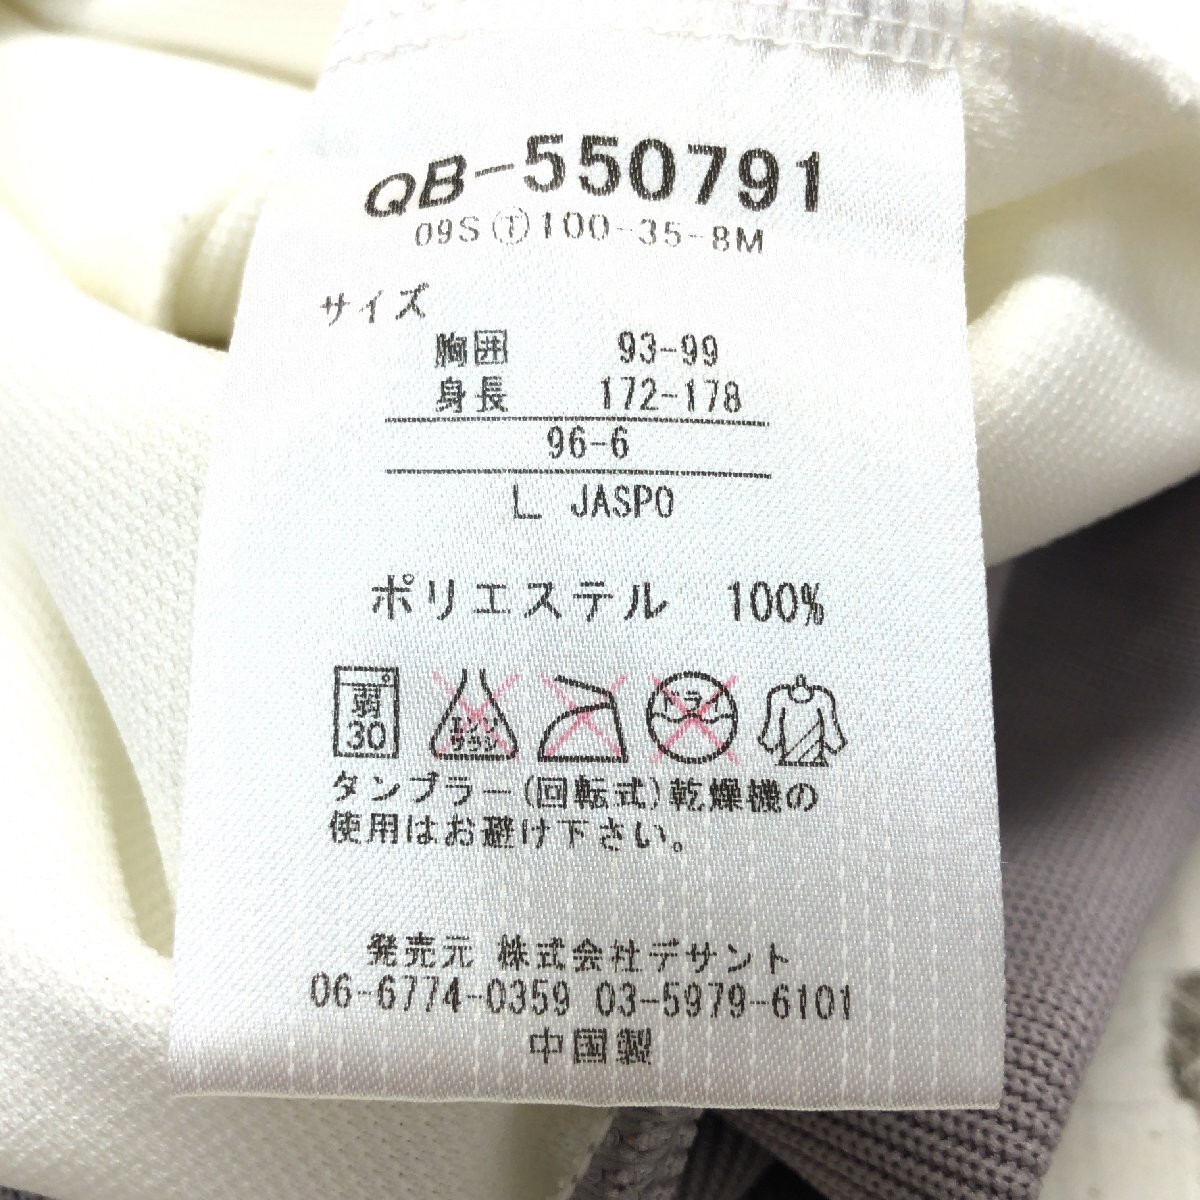 QB-550791
09S Ⓣ 100-35-8M
サイズ
胸囲 93-99
身長 172-178
96-6
L JASPO
ポリエステル 100%
弱 30
エンソ サラシ
ドライ
タンブラー(回転式)乾燥機の
使用はお避け下さい。
発売元 株式会社デサント
06-6774-0359 03-5979-6101
中国製